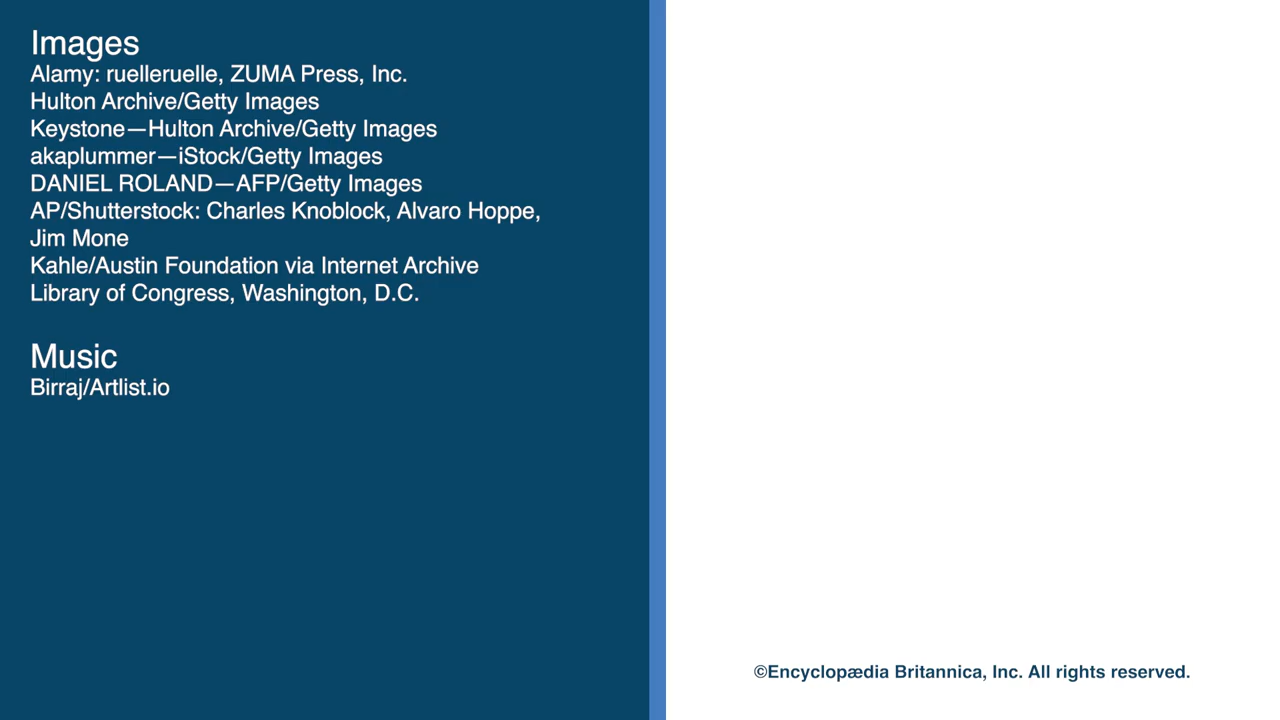 Images
Alamy: ruelleruelle, ZUMA Press, Inc.
Hulton Archive/Getty Images
Keystone—Hulton Archive/Getty Images
akaplummer—iStock/Getty Images
DANIEL ROLAND—AFP/Getty Images
AP/Shutterstock: Charles Knoblock, Alvaro Hoppe,
Jim Mone
Kahle/Austin Foundation via Internet Archive
Library of Congress, Washington, D.C.
Music
Birraj/Artlist.io
©Encyclopædia Britannica, Inc. All rights reserved.